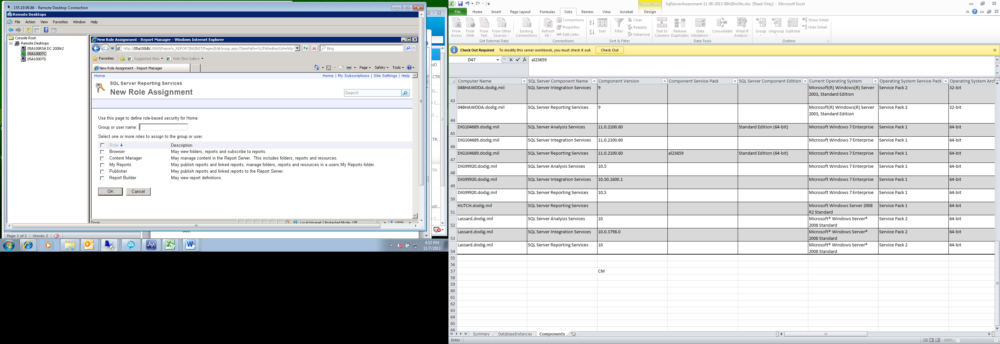 155.19.99.86 - Remote Desktop Connection
Remote Desktops
File Action View Favorites Window Help
Console Root
Remote Desktops
05A100RSA DC 2008r2
05A100DTC
05A100DTD
New Role Assignment - Report Manager - Windows Internet Explorer
http://05a100dtc:8080/Reports_REPORTINGINST/Pages/EditGroup.aspx?ItemPath=%2f&RedirectUrl=http
Bing
Favorites Suggested Sites Web Slice Gallery
New Role Assignment - Report Manager
Page Safety Tools
Home
Home | My Subscriptions | Site Settings | Help
SQL Server Reporting Services
New Role Assignment
Search
Use this page to define role-based security for Home.
Group or user name:
Select one or more roles to assign to the group or user.
Role Description
Browser May view folders, reports and subscribe to reports.
Content Manager May manage content in the Report Server. This includes folders, reports and resources.
My Reports May publish reports and linked reports; manage folders, reports and resources in a users My Reports folder.
Publisher May publish reports and linked reports to the Report Server.
Report Builder May view report definitions.
OK Cancel
Done Local intranet | Protected Mode: Off 100%
Page: 1 of 2 Words: 2
4:52 PM
11/7/2013
SqlServerAssessment-11-06-2013-08h28m34s.xlsx [Read-Only] - Microsoft Excel
Table Tools
File Home Insert Page Layout Formulas Data Review View Acrobat Design
From Access From Web From Text From Other Sources Existing Connections
Get External Data
Refresh All Connections Properties Edit Links
Connections
Sort Filter Clear Reapply Advanced
Sort & Filter
Text to Columns Remove Duplicates Data Validation Consolidate What-If Analysis
Data Tools
Group Ungroup Subtotal Show Detail Hide Detail
Outline
Check Out Required To modify this server workbook, you must check it out. Check Out
D47 fx al23659
Computer Name SQL Server Component Name Component Version Component Service Pack SQL Server Component Edition Current Operating System Operating System Service Pack Operating System Arch
43 04BHAWDDA.dodig.mil SQL Server Integration Services 9 Microsoft(R) Windows(R) Server 2003, Standard Edition Service Pack 2 32-bit
44 04BHAWDDA.dodig.mil SQL Server Reporting Services 9 Microsoft(R) Windows(R) Server 2003, Standard Edition Service Pack 2 32-bit
45 DIG104689.dodig.mil SQL Server Analysis Services 11.0.2100.60 Standard Edition (64-bit) Microsoft Windows 7 Enterprise Service Pack 1 64-bit
46 DIG104689.dodig.mil SQL Server Integration Services 11.0.2100.60 Microsoft Windows 7 Enterprise Service Pack 1 64-bit
47 DIG104689.dodig.mil SQL Server Reporting Services 11.0.2100.60 al23659 Standard Edition (64-bit) Microsoft Windows 7 Enterprise Service Pack 1 64-bit
48 DIG99920.dodig.mil SQL Server Analysis Services 10.5 Microsoft Windows 7 Enterprise Service Pack 1 64-bit
49 DIG99920.dodig.mil SQL Server Integration Services 10.50.1600.1 Microsoft Windows 7 Enterprise Service Pack 1 64-bit
50 DIG99920.dodig.mil SQL Server Reporting Services 10.5 Microsoft Windows 7 Enterprise Service Pack 1 64-bit
51 HUTCH.dodig.mil SQL Server Reporting Services Microsoft Windows Server 2008 R2 Standard Service Pack 1 64-bit
52 Lassard.dodig.mil SQL Server Analysis Services 10 Microsoft® Windows Server® 2008 Standard Service Pack 2 64-bit
53 Lassard.dodig.mil SQL Server Integration Services 10.0.3798.0 Microsoft® Windows Server® 2008 Standard Service Pack 2 64-bit
54 Lassard.dodig.mil SQL Server Reporting Services 10 Microsoft® Windows Server® 2008 Standard Service Pack 2 64-bit
55
56
57 CM
58
59
60
61
62
63
64
65
66
Summary DatabaseInstances Components
Enter 100%